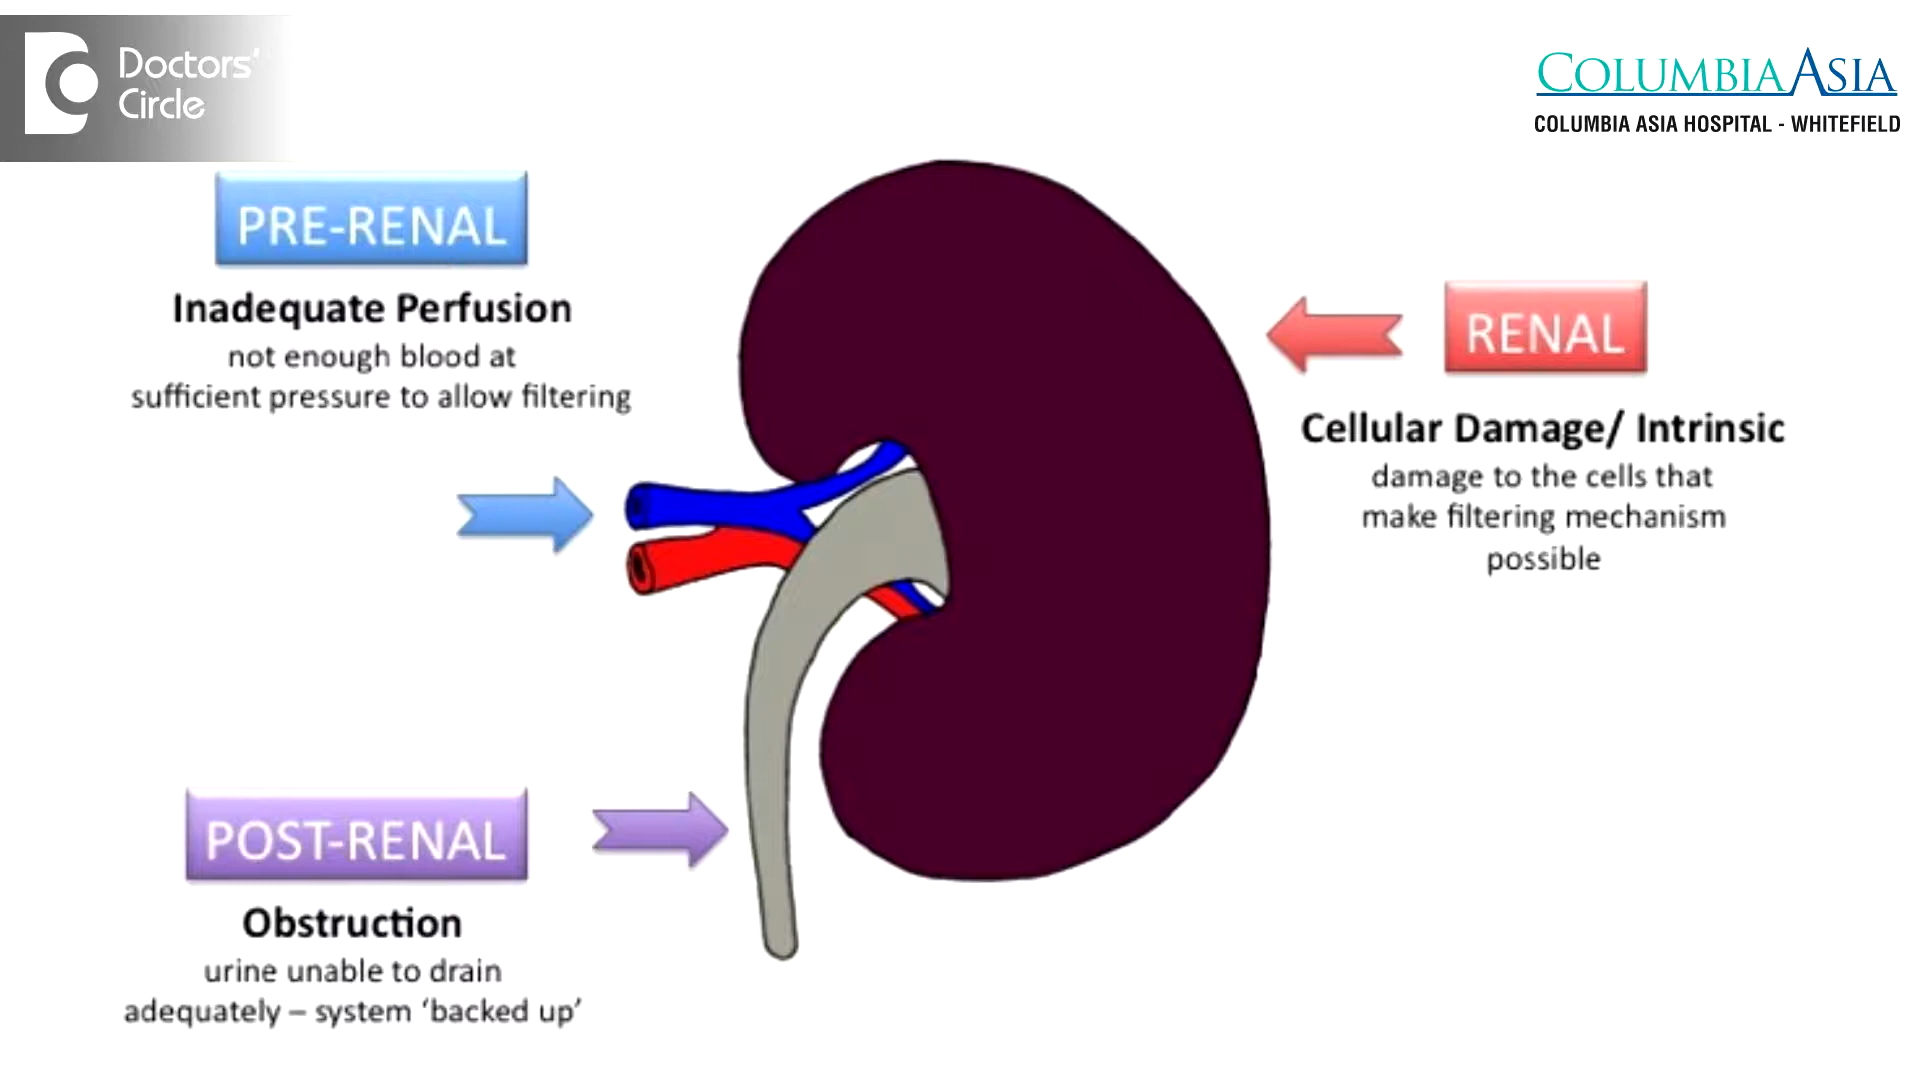 Doctors'
Circle
COLUMBIA ASIA
COLUMBIA ASIA HOSPITAL - WHITEFIELD
PRE-RENAL
Inadequate Perfusion
not enough blood at
sufficient pressure to allow filtering
RENAL
Cellular Damage/ Intrinsic
damage to the cells that
make filtering mechanism
possible
POST-RENAL
Obstruction
urine unable to drain
adequately – system ‘backed up’